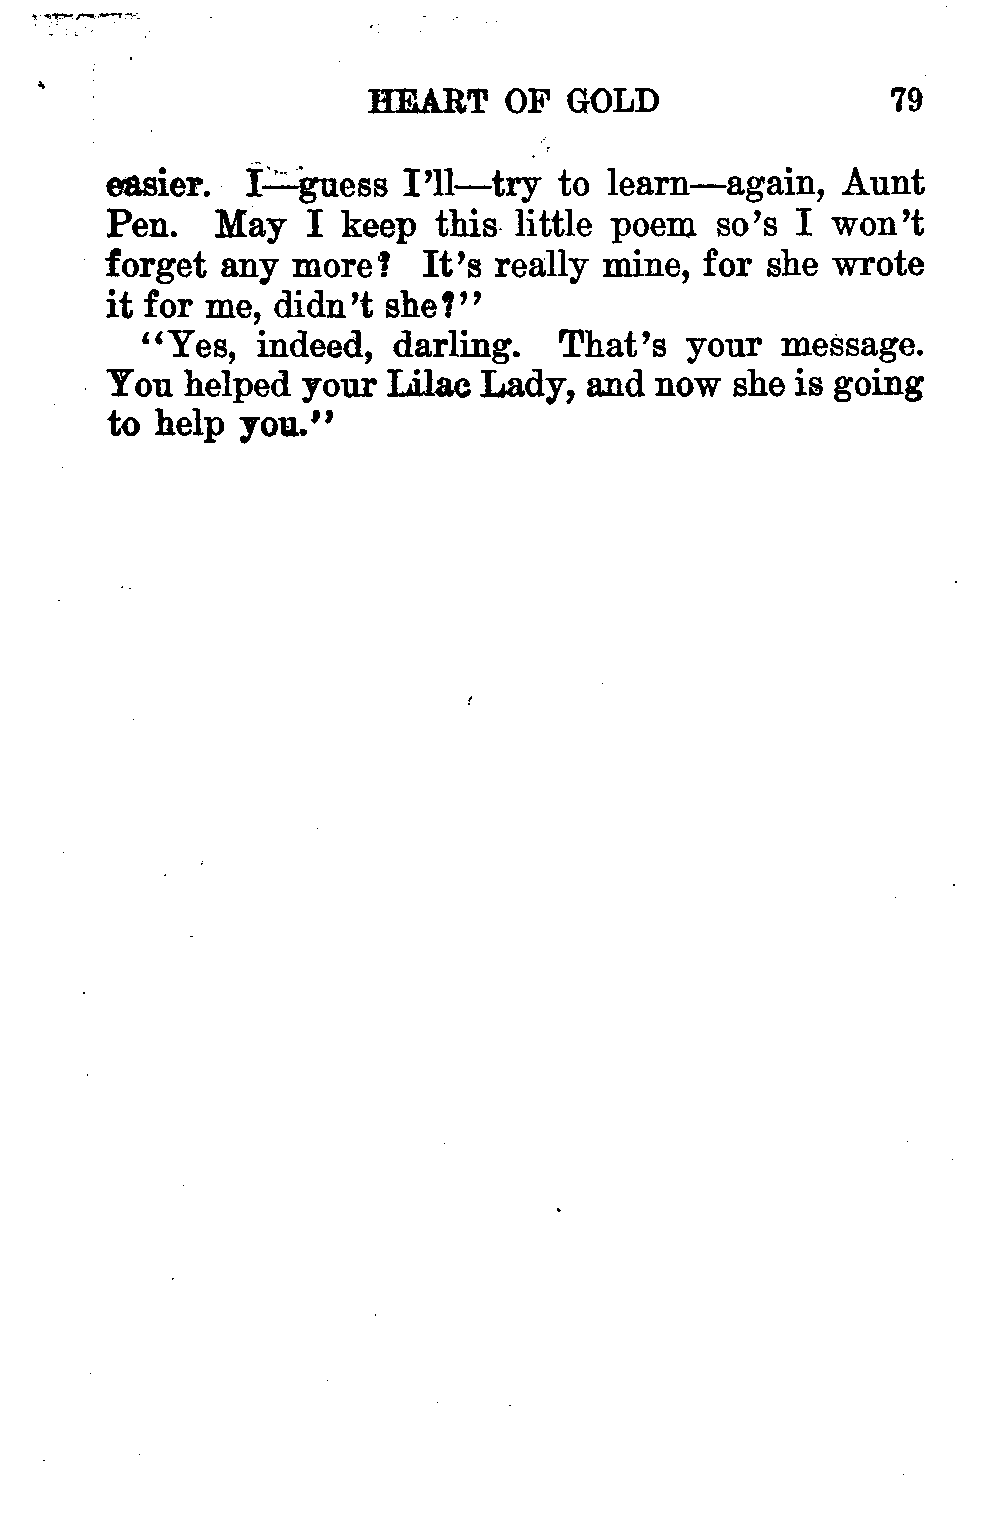 HEART OF GOLD 79
easier. I—guess I'll—try to learn—again, Aunt
Pen. May I keep this little poem so's I won't
forget any more? It's really mine, for she wrote
it for me, didn't she?"
"Yes, indeed, darling. That's your message.
You helped your Lilac Lady, and now she is going
to help you."